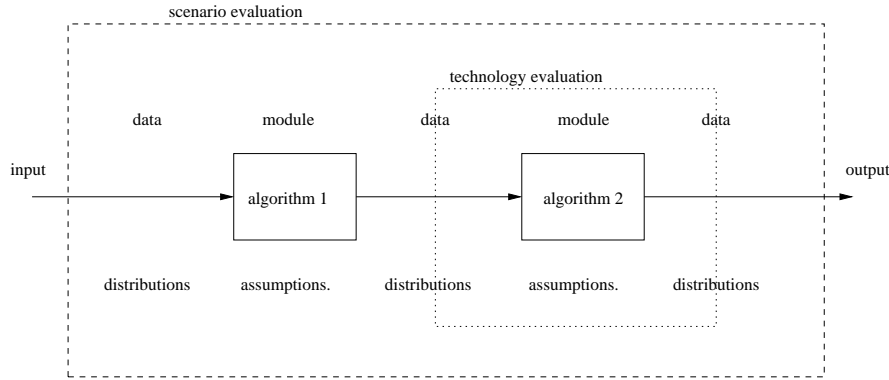 scenario evaluation
technology evaluation
data module data module data
input output
algorithm 1 algorithm 2
distributions assumptions. distributions assumptions. distributions